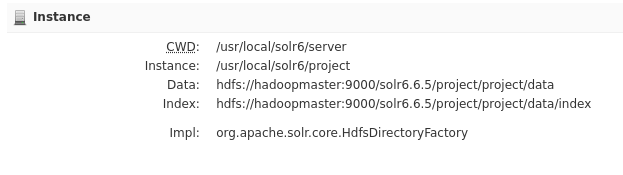 Instance
CWD: /usr/local/solr6/server
Instance: /usr/local/solr6/project
Data: hdfs://hadoopmaster:9000/solr6.6.5/project/project/data
Index: hdfs://hadoopmaster:9000/solr6.6.5/project/project/data/index
Impl: org.apache.solr.core.HdfsDirectoryFactory